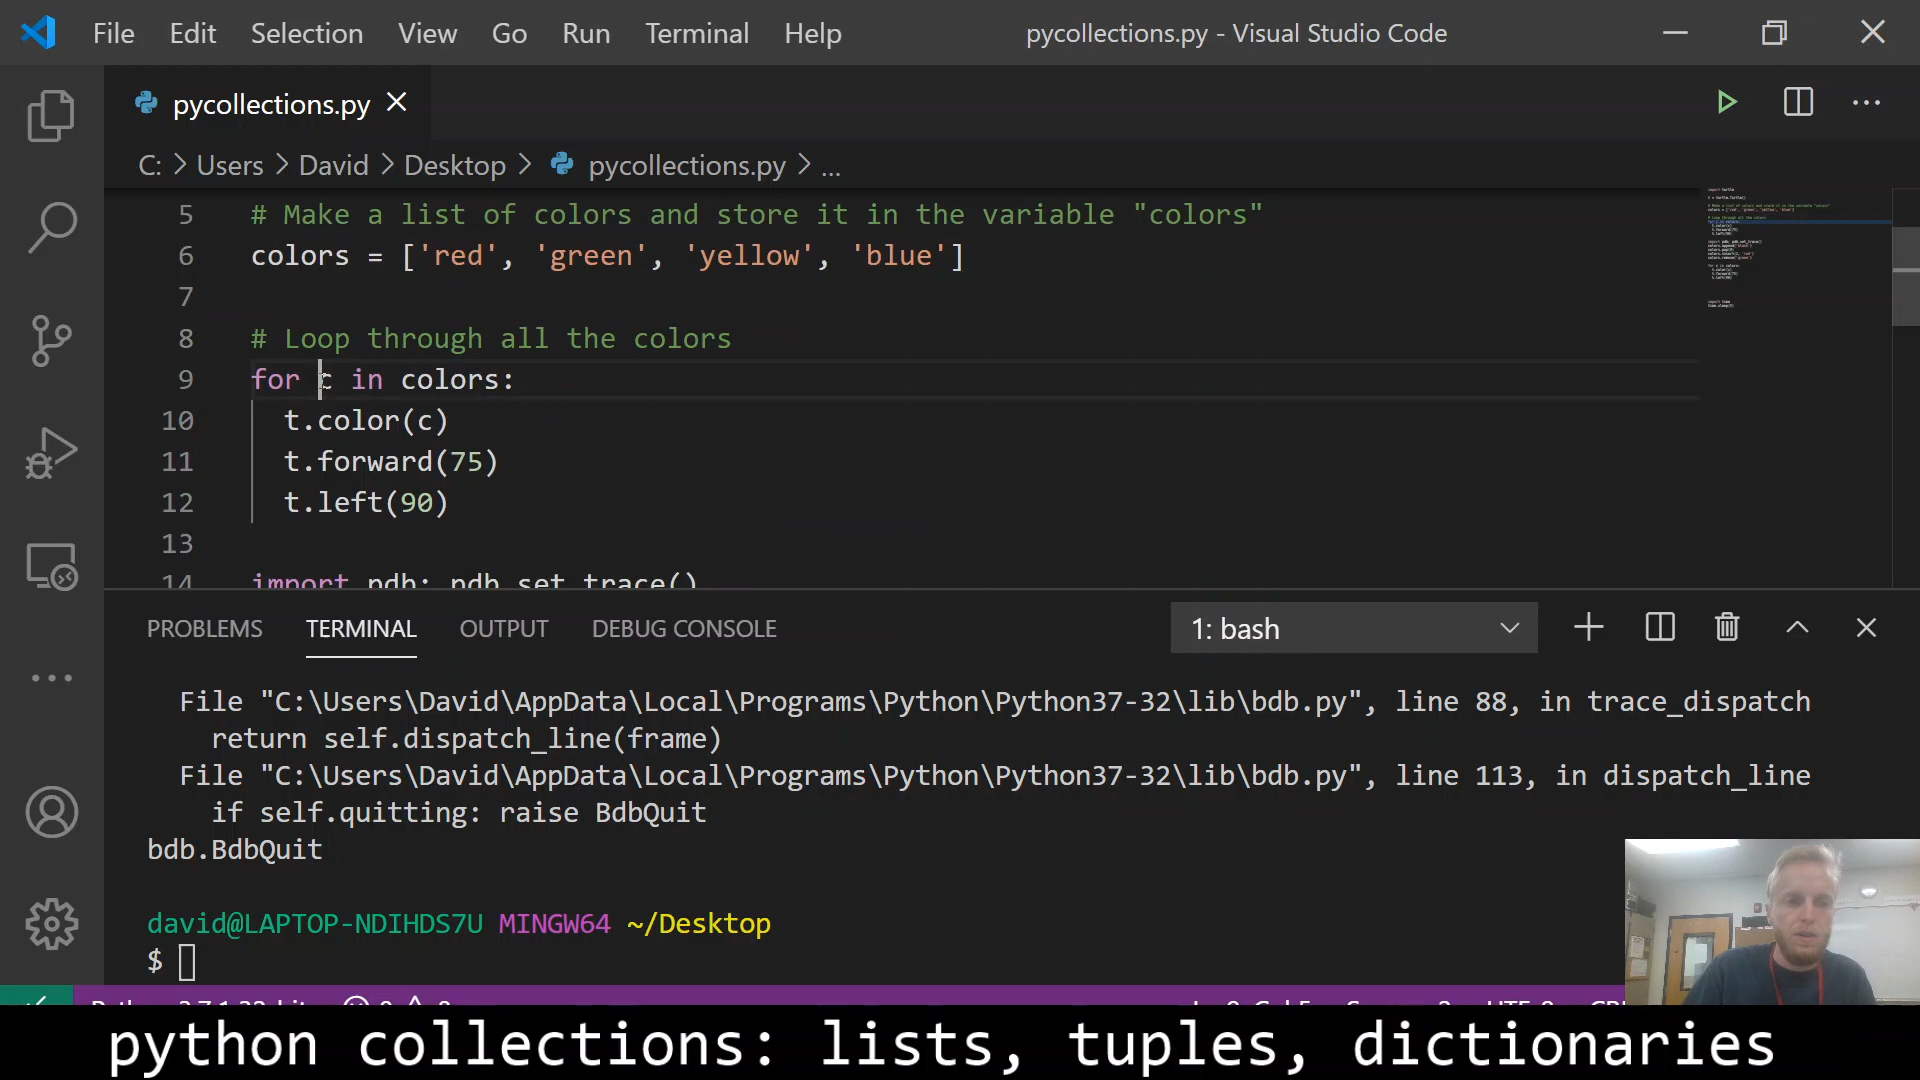 File Edit Selection View Go Run Terminal Help pycollections.py - Visual Studio Code
pycollections.py
C: > Users > David > Desktop > pycollections.py > ...
5 # Make a list of colors and store it in the variable "colors"
6 colors = ['red', 'green', 'yellow', 'blue']
7
8 # Loop through all the colors
9 for c in colors:
10 t.color(c)
11 t.forward(75)
12 t.left(90)
13
14 import pdb; pdb.set_trace()
PROBLEMS TERMINAL OUTPUT DEBUG CONSOLE 1: bash
File "C:\Users\David\AppData\Local\Programs\Python\Python37-32\lib\bdb.py", line 88, in trace_dispatch
return self.dispatch_line(frame)
File "C:\Users\David\AppData\Local\Programs\Python\Python37-32\lib\bdb.py", line 113, in dispatch_line
if self.quitting: raise BdbQuit
bdb.BdbQuit
david@LAPTOP-NDIHDS7U MINGW64 ~/Desktop
$
python collections: lists, tuples, dictionaries